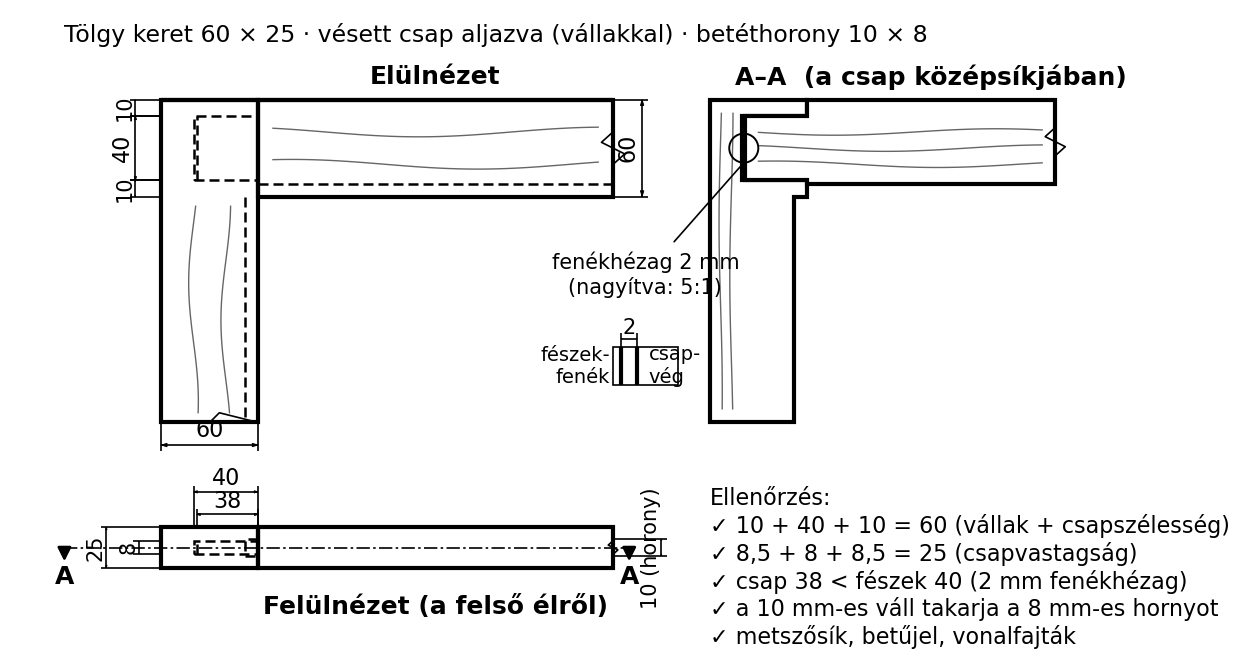 Tölgy keret 60 × 25 · vésett csap aljazva (vállakkal) · betéthorony 10 × 8
Elülnézet
A–A (a csap középsíkjában)
10
40
10
60
60
fenékhézag 2 mm
(nagyítva: 5:1)
2
fészek-
fenék
csap-
vég
40
38
25
8
10 (horony)
A
A
Felülnézet (a felső élről)
Ellenőrzés:
✓ 10 + 40 + 10 = 60 (vállak + csapszélesség)
✓ 8,5 + 8 + 8,5 = 25 (csapvastagság)
✓ csap 38 < fészek 40 (2 mm fenékhézag)
✓ a 10 mm-es váll takarja a 8 mm-es hornyot
✓ metszősík, betűjel, vonalfajták